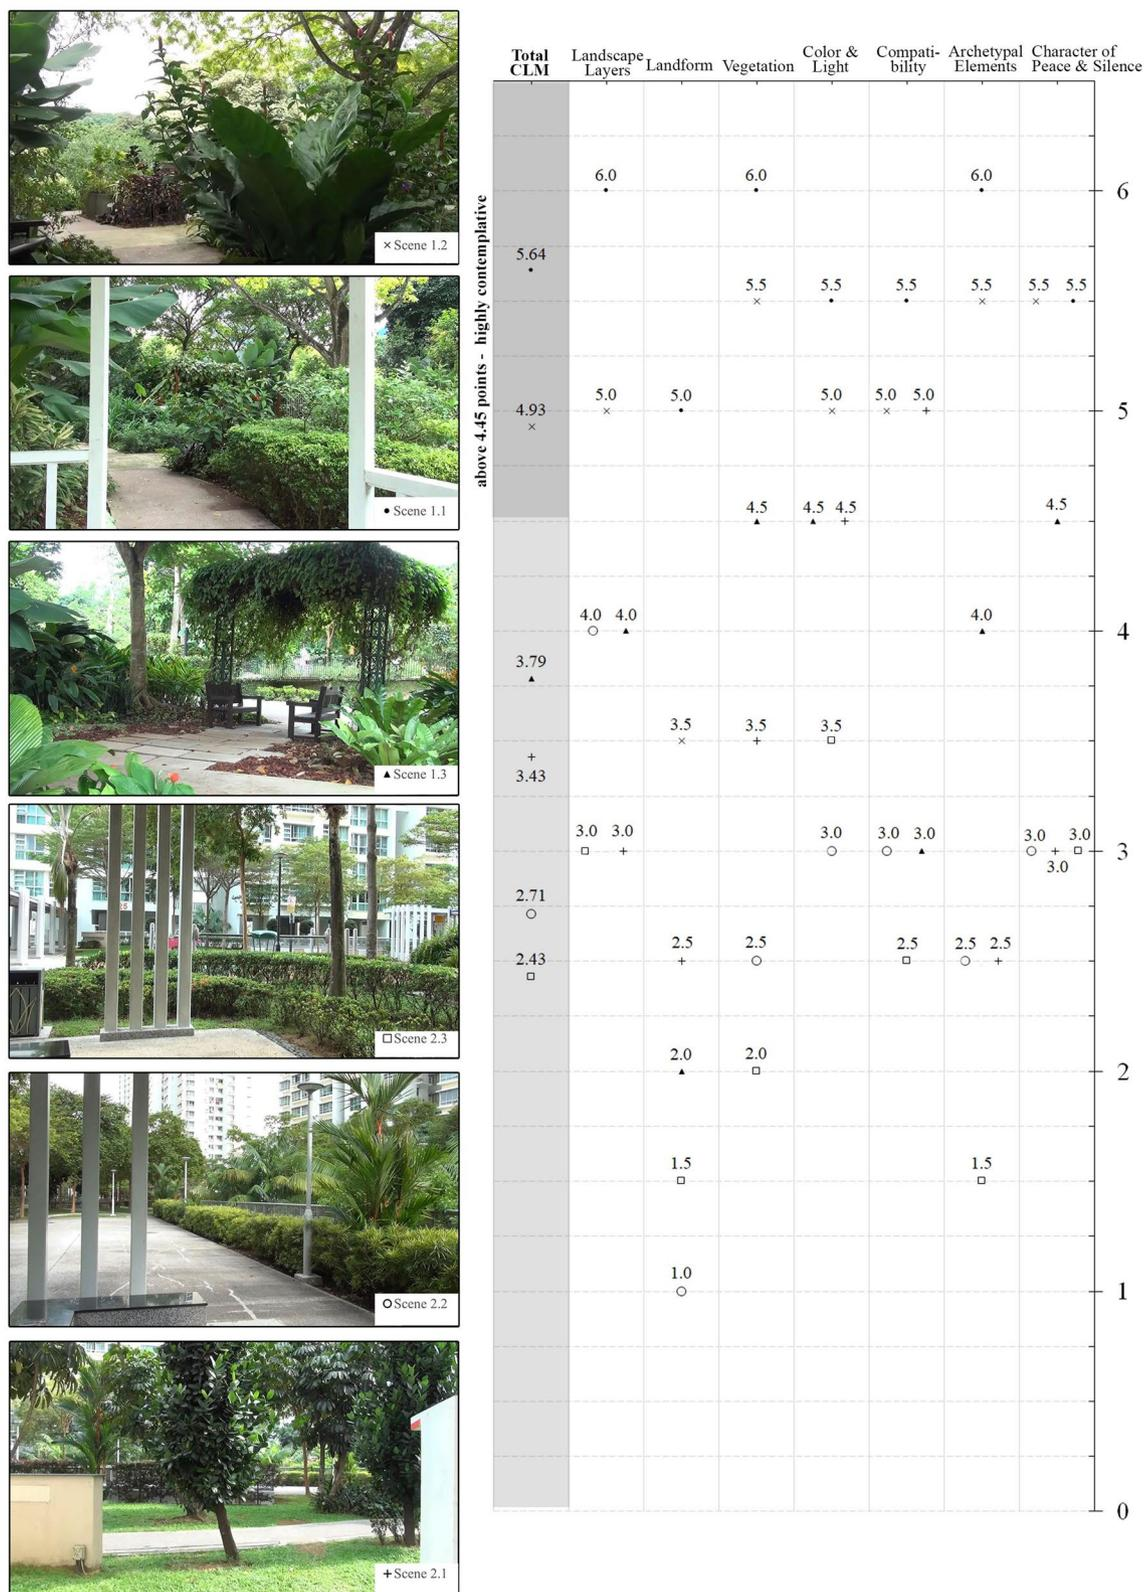 × Scene 1.2
• Scene 1.1
▲ Scene 1.3
□ Scene 2.3
○ Scene 2.2
+ Scene 2.1
Total
CLM
Landscape
Layers
Landform
Vegetation
Color &
Light
Compati-
bility
Archetypal
Elements
Character of
Peace & Silence
above 4.45 points - highly contemplative
6.0 6.0 6.0 6
5.64
5.5 5.5 5.5 5.5 5.5 5.5
4.93 5.0 5.0 5.0 5.0 5.0 5
4.5 4.5 4.5 4.5
4.0 4.0 4.0 4
3.79
3.5 3.5 3.5
3.43
3.0 3.0 3.0 3.0 3.0 3.0 3.0 3
3.0
2.71
2.43 2.5 2.5 2.5 2.5 2.5
2.0 2.0 2
1.5 1.5
1.0 1
0